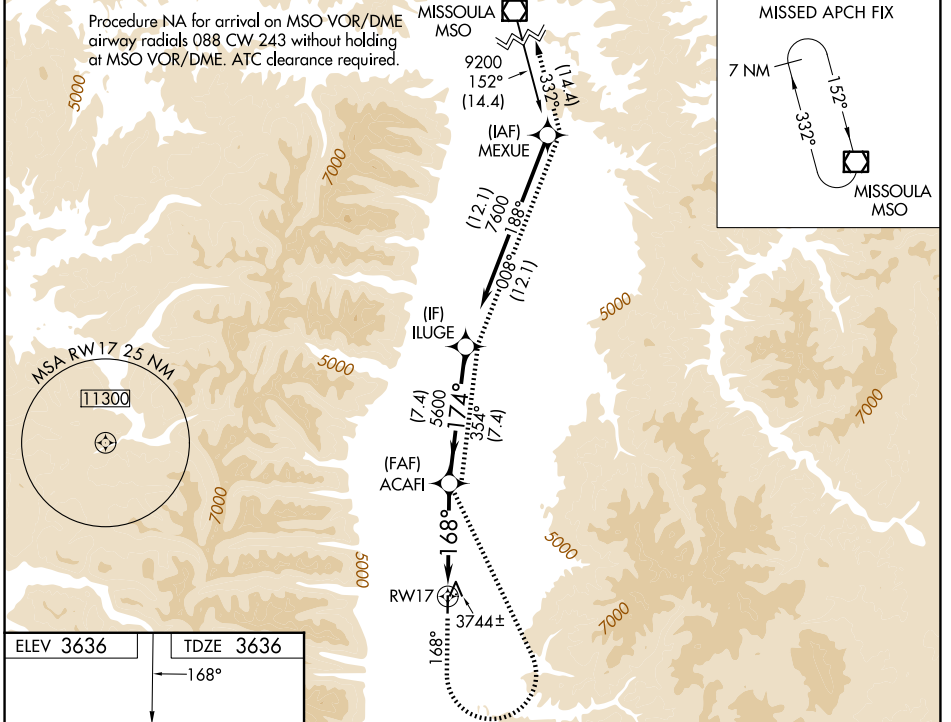 Procedure NA for arrival on MSO VOR/DME
airway radials 088 CW 243 without holding
at MSO VOR/DME. ATC clearance required.
MISSOULA
MSO
MISSED APCH FIX
7 NM
152°
332°
MISSOULA
MSO
9200
152°
(14.4)
332°
(14.4)
(IAF)
MEXUE
5000
7000
(12.1)
7600
188°
008°
(12.1)
(IF)
ILUGE
5000
5000
7000
MSA RW17 25 NM
11300
(7.4)
5600
174°
354°
(7.4)
(FAF)
ACAFI
7000
5000
5000
168°
RW17
3744±
7000
168°
ELEV 3636
TDZE 3636
168°